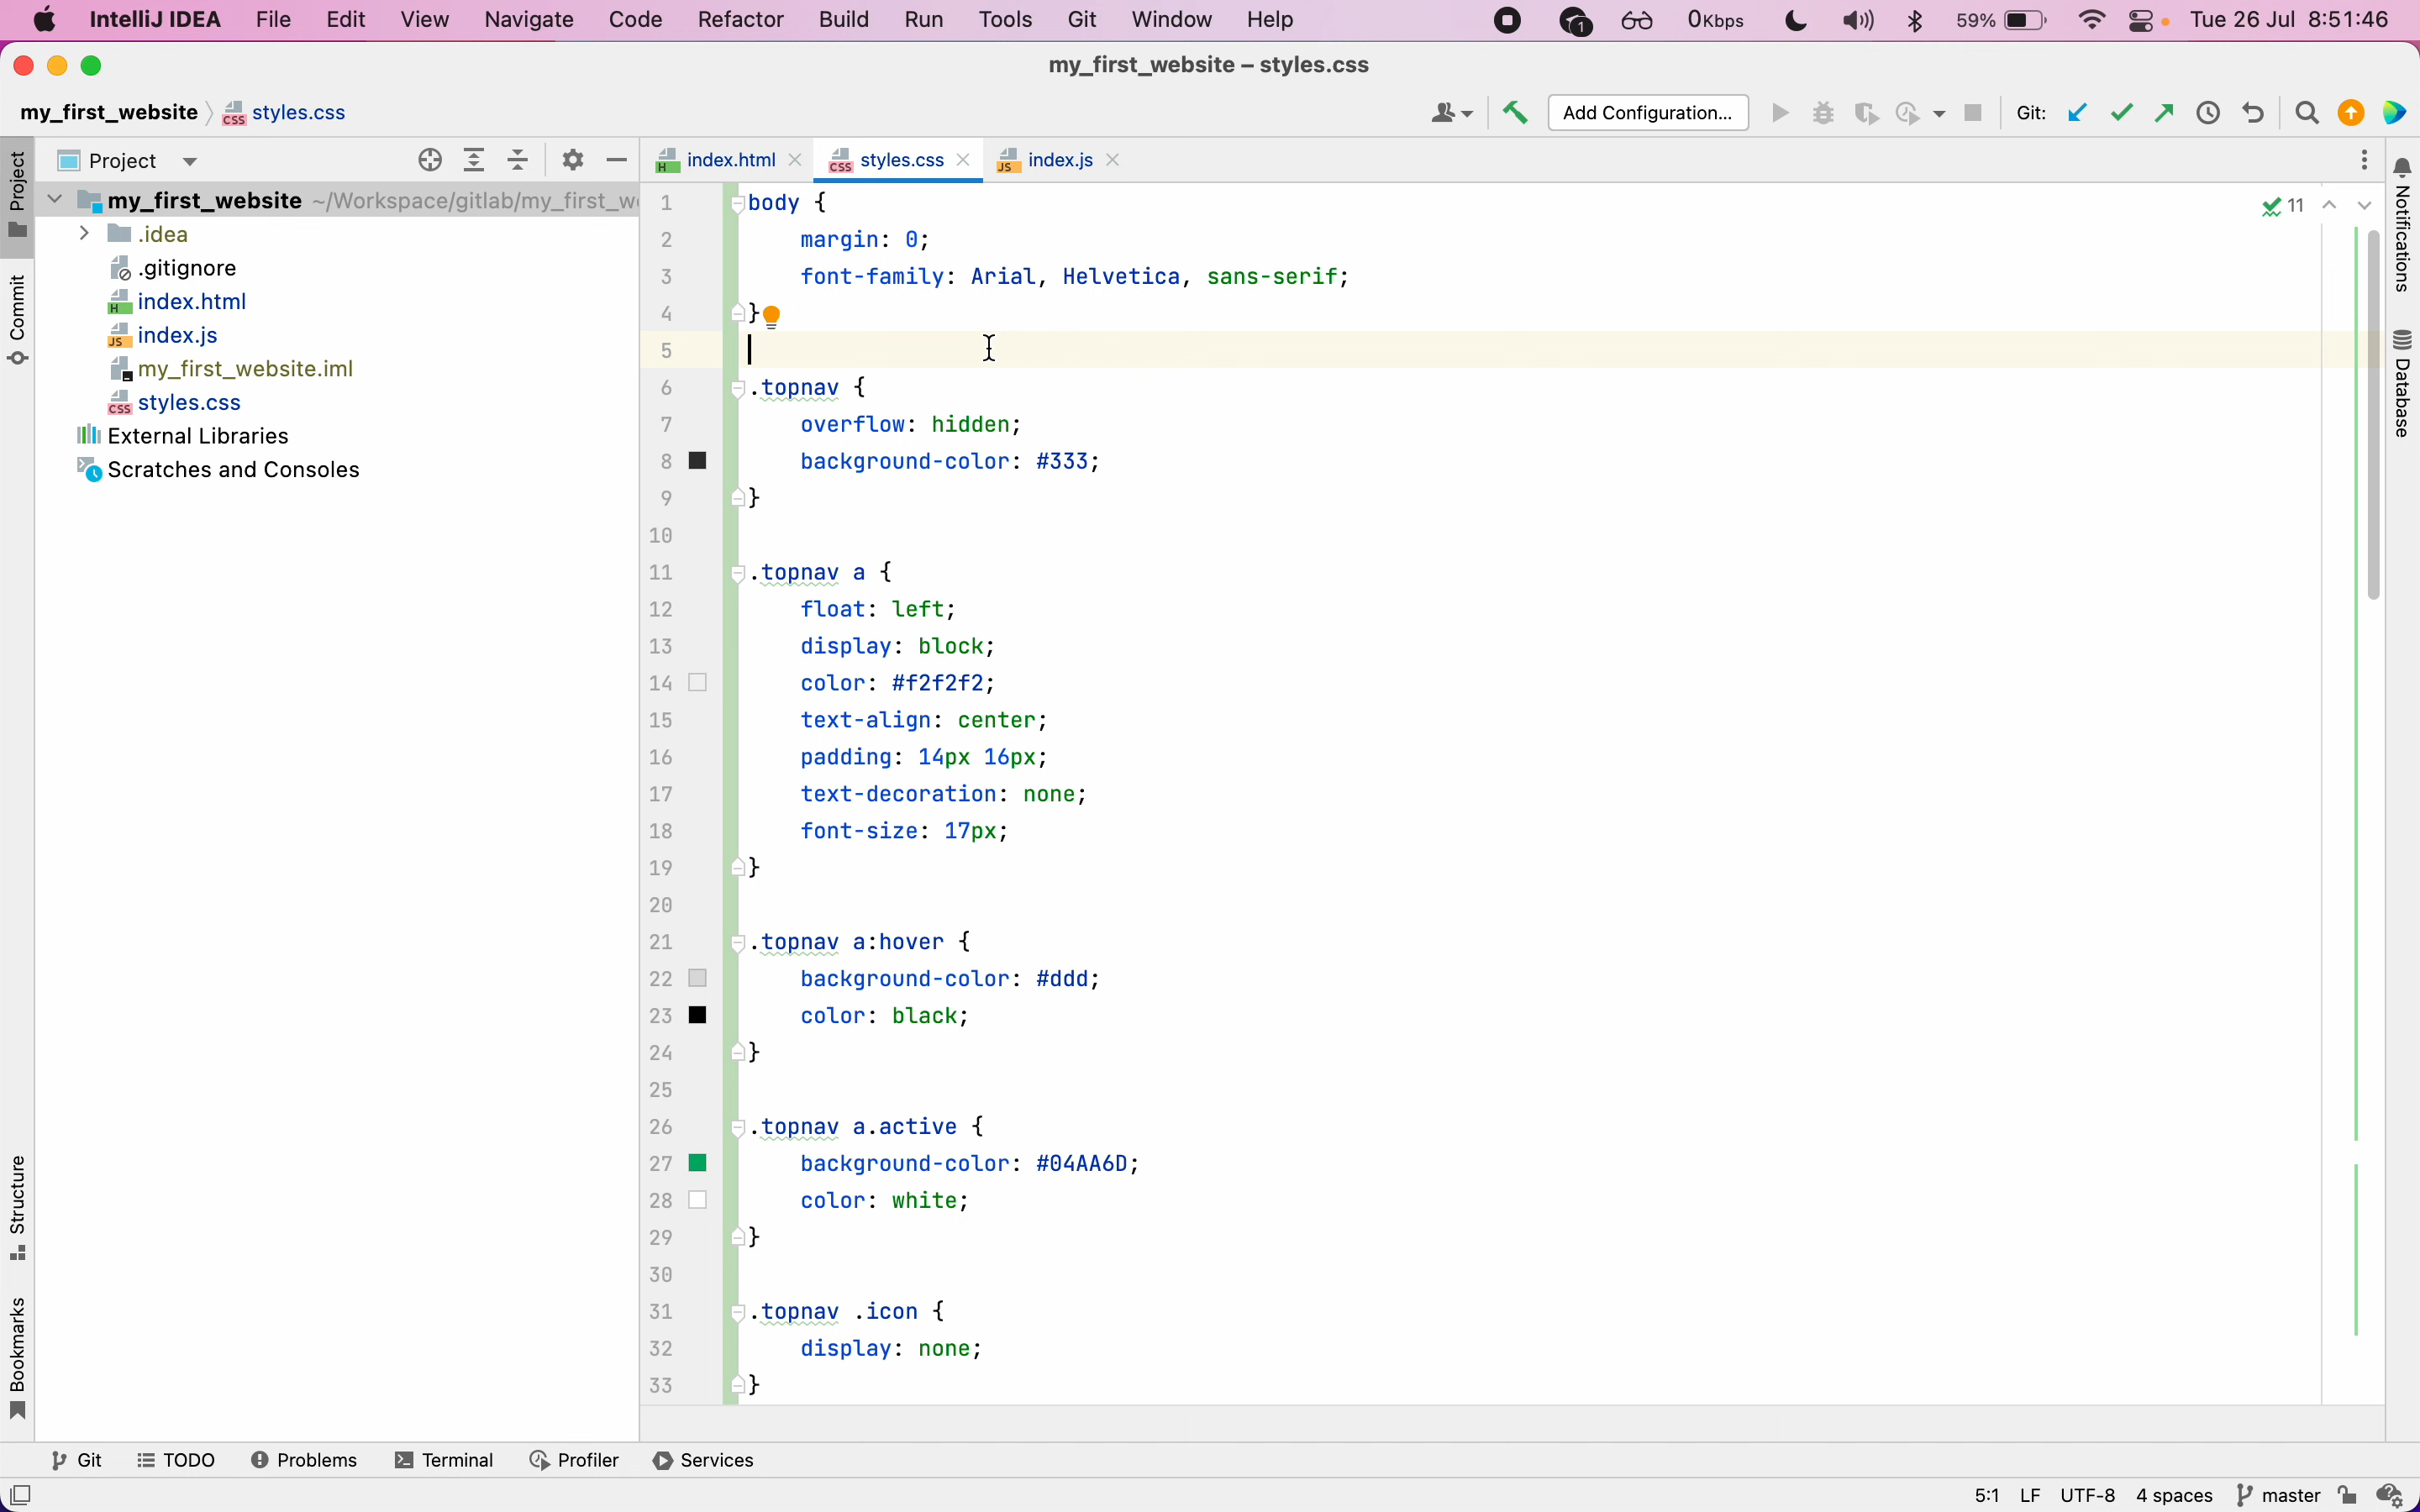 IntelliJ IDEA File Edit View Navigate Code Refactor Build Run Tools Git Window Help 1 0Kbps 59% Tue 26 Jul 8:51:46
my_first_website – styles.css
my_first_website styles.css Add Configuration... Git:
Project index.html styles.css index.js
my_first_website ~/Workspace/gitlab/my_first_w
.idea
.gitignore
index.html
index.js
my_first_website.iml
styles.css
External Libraries
Scratches and Consoles
Project
Commit
Structure
Bookmarks
1 body {
2 margin: 0;
3 font-family: Arial, Helvetica, sans-serif;
4 }
5
6 .topnav {
7 overflow: hidden;
8 background-color: #333;
9 }
10
11 .topnav a {
12 float: left;
13 display: block;
14 color: #f2f2f2;
15 text-align: center;
16 padding: 14px 16px;
17 text-decoration: none;
18 font-size: 17px;
19 }
20
21 .topnav a:hover {
22 background-color: #ddd;
23 color: black;
24 }
25
26 .topnav a.active {
27 background-color: #04AA6D;
28 color: white;
29 }
30
31 .topnav .icon {
32 display: none;
33 }
11
Notifications
Database
Git TODO Problems Terminal Profiler Services
5:1 LF UTF-8 4 spaces master